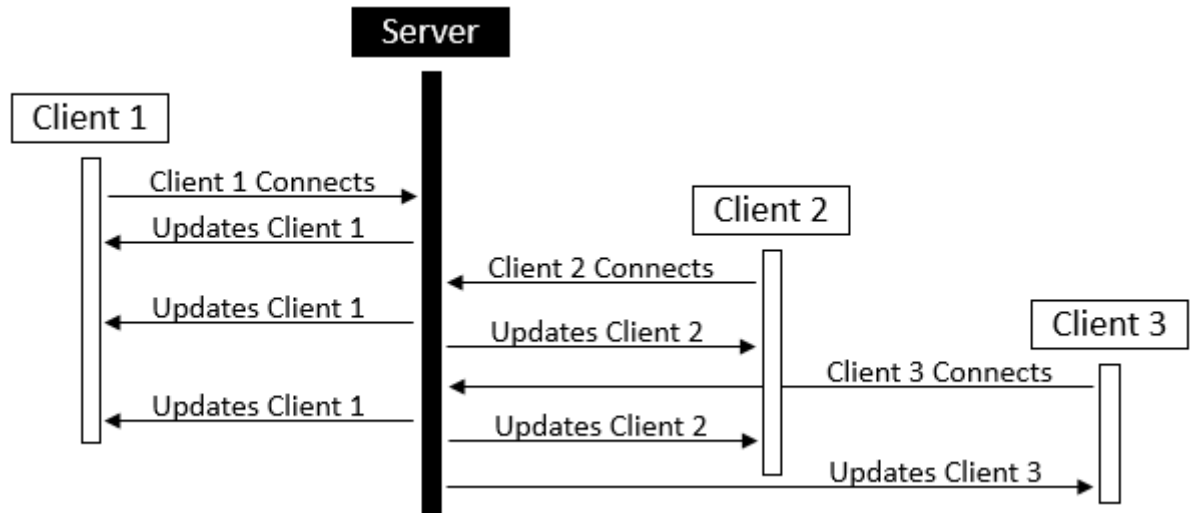 Server
Client 1
Client 1 Connects
Client 2
Updates Client 1
Client 2 Connects
Updates Client 1
Client 3
Updates Client 2
Client 3 Connects
Updates Client 1
Updates Client 2
Updates Client 3